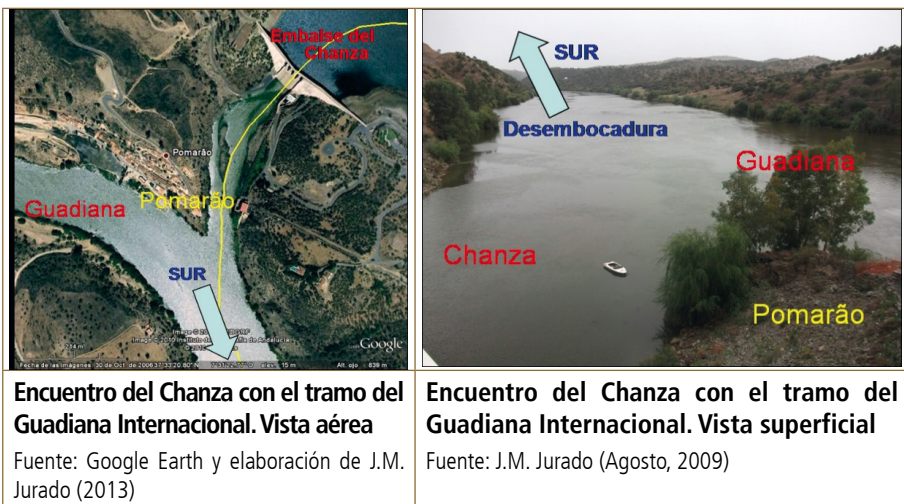 Embalse del
Chanza
Pomarão
Guadiana
Pomarão
SUR
Google
SUR
Desembocadura
Guadiana
Chanza
Pomarão
Encuentro del Chanza con el tramo del
Guadiana Internacional. Vista aérea
Fuente: Google Earth y elaboración de J.M.
Jurado (2013)
Encuentro del Chanza con el tramo del
Guadiana Internacional. Vista superficial
Fuente: J.M. Jurado (Agosto, 2009)